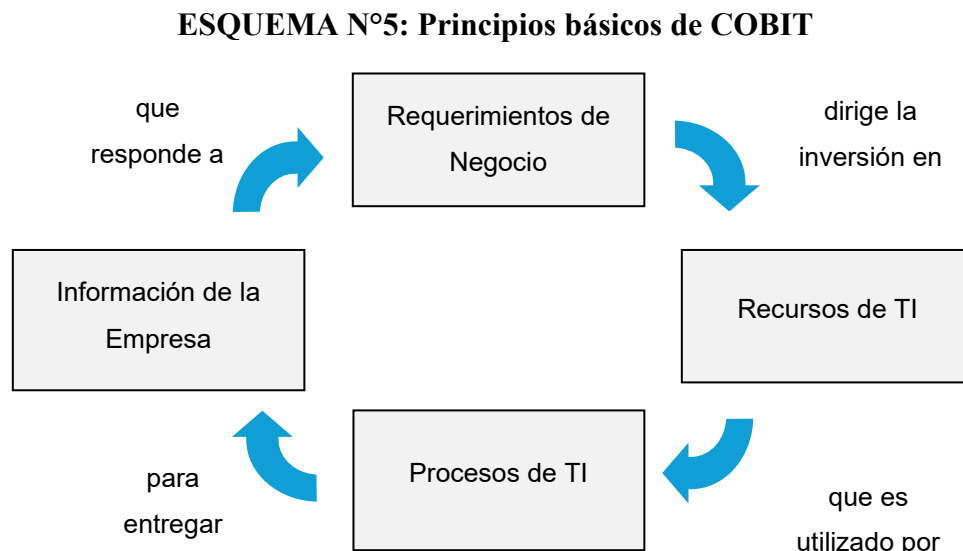 ESQUEMA N°5: Principios básicos de COBIT
que
responde a
Requerimientos de
Negocio
dirige la
inversión en
Información de la
Empresa
Recursos de TI
para
entregar
Procesos de TI
que es
utilizado por